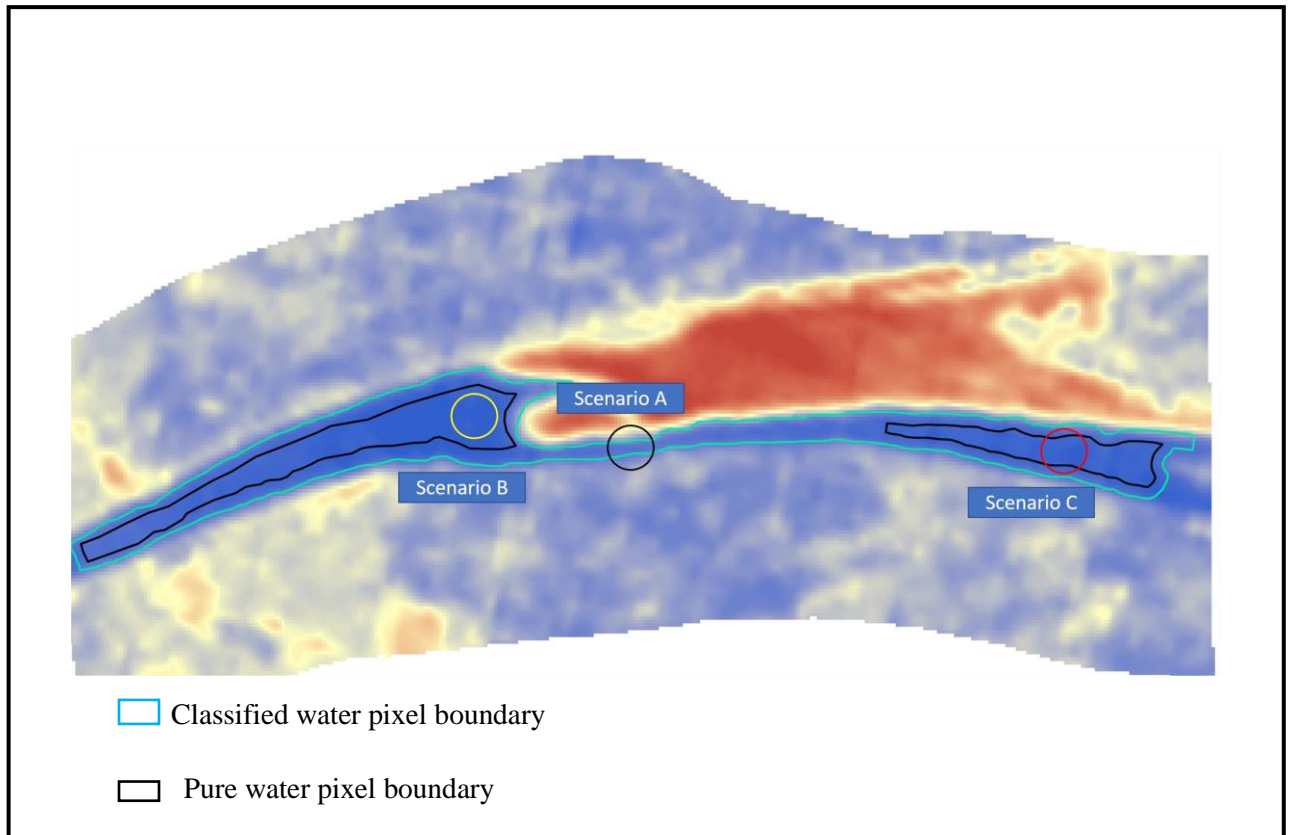 Scenario A
Scenario B
Scenario C
Classified water pixel boundary
Pure water pixel boundary